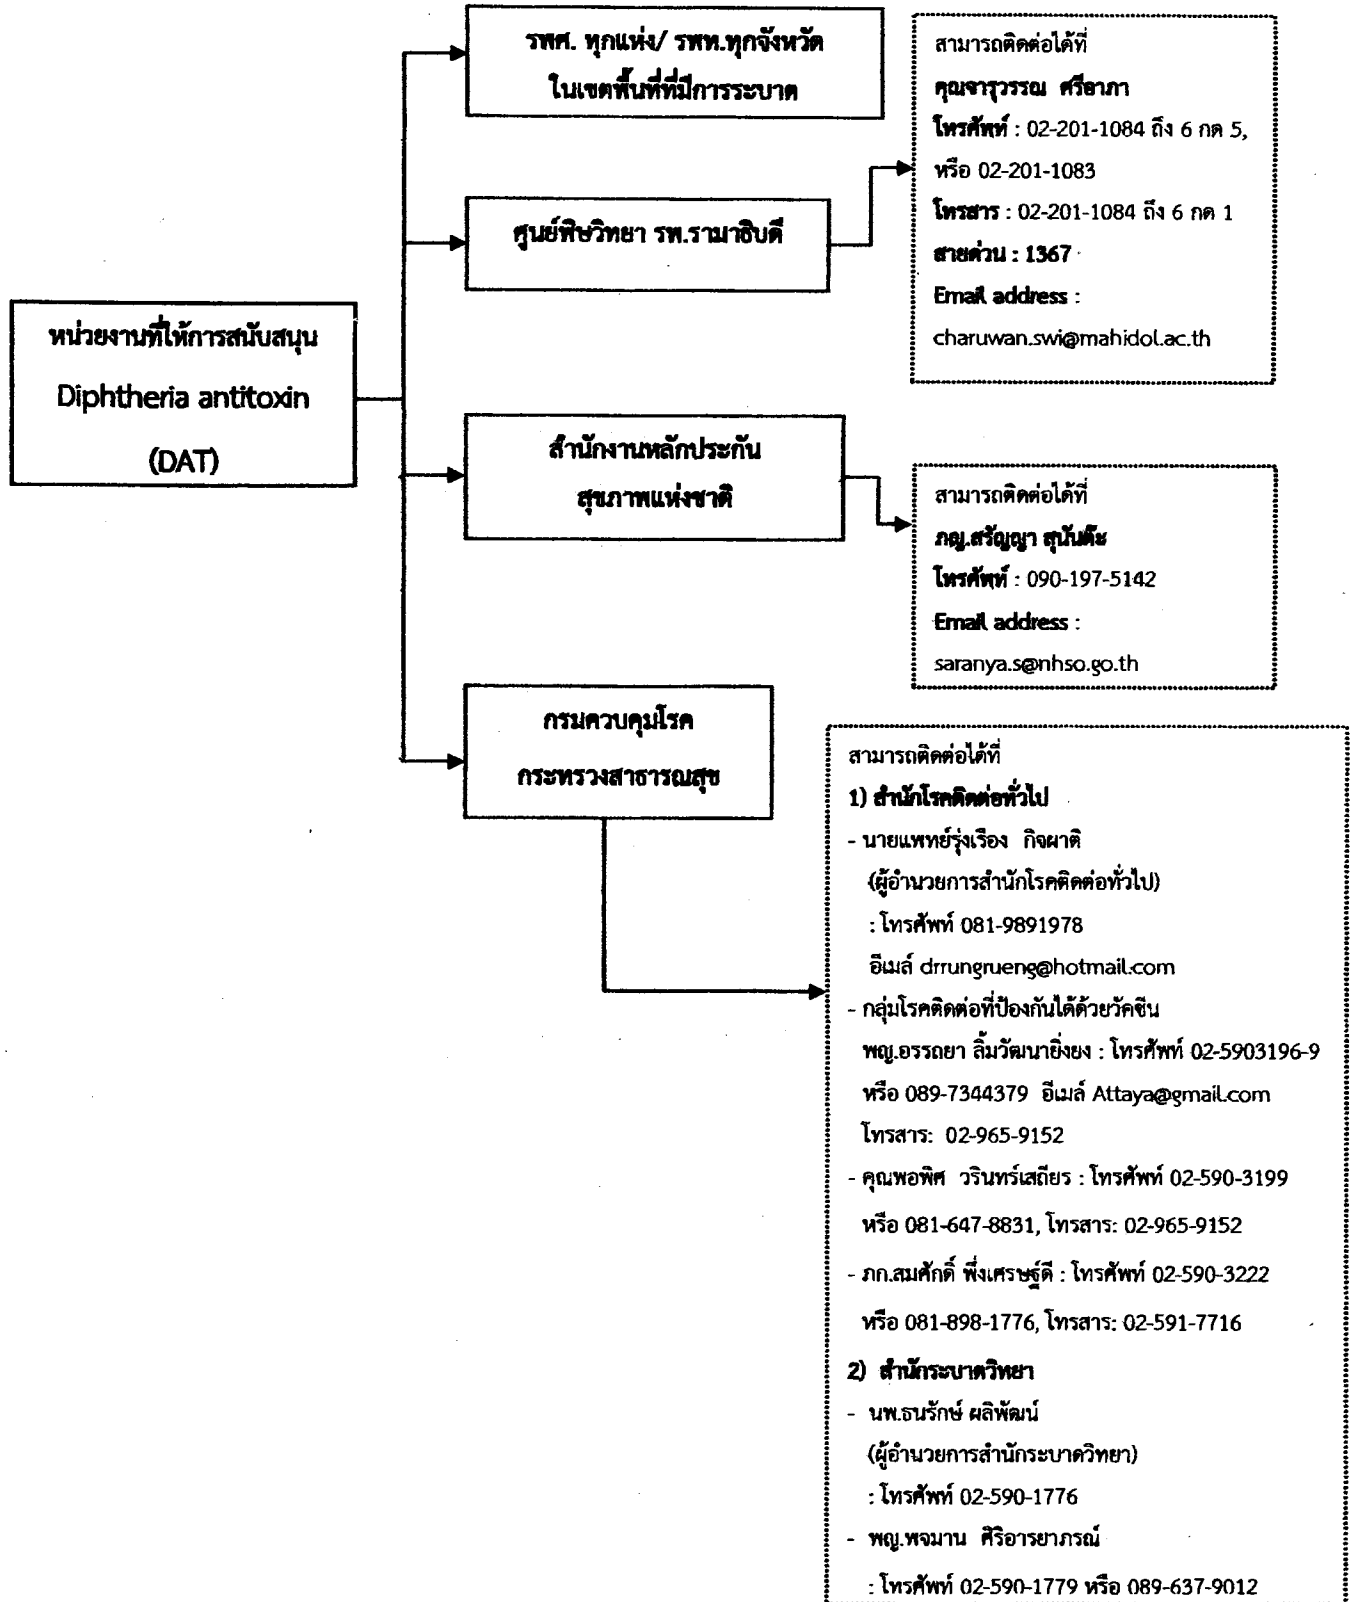 รพศ. ทุกแห่ง/ รพท.ทุกจังหวัด
ในเขตพื้นที่ที่มีการระบาด
สามารถติดต่อได้ที่
คุณจารุวรรณ ศรีอาภา
โทรศัพท์ : 02-201-1084 ถึง 6 กด 5,
หรือ 02-201-1083
โทรสาร : 02-201-1084 ถึง 6 กด 1
สายด่วน : 1367
Email address :
charuwan.swi@mahidol.ac.th
ศูนย์พิษวิทยา รพ.รามาธิบดี
หน่วยงานที่ให้การสนับสนุน
Diphtheria antitoxin
(DAT)
สำนักงานหลักประกัน
สุขภาพแห่งชาติ
สามารถติดต่อได้ที่
ภญ.สรัญญา สุนันต๊ะ
โทรศัพท์ : 090-197-5142
Email address :
saranya.s@nhso.go.th
กรมควบคุมโรค
กระทรวงสาธารณสุข
สามารถติดต่อได้ที่
1) สำนักโรคติดต่อทั่วไป
- นายแพทย์รุ่งเรือง กิจผาติ
(ผู้อำนวยการสำนักโรคติดต่อทั่วไป)
: โทรศัพท์ 081-9891978
อีเมล์ drrungrueng@hotmail.com
- กลุ่มโรคติดต่อที่ป้องกันได้ด้วยวัคซีน
พญ.อรรถยา ลิ้มวัฒนายิ่งยง : โทรศัพท์ 02-5903196-9
หรือ 089-7344379 อีเมล์ Attaya@gmail.com
โทรสาร: 02-965-9152
- คุณพอพิศ วรินทร์เสถียร : โทรศัพท์ 02-590-3199
หรือ 081-647-8831, โทรสาร: 02-965-9152
- ภก.สมศักดิ์ พึ่งเศรษฐ์ดี : โทรศัพท์ 02-590-3222
หรือ 081-898-1776, โทรสาร: 02-591-7716
2) สำนักระบาดวิทยา
- นพ.ธนรักษ์ ผลิพัฒน์
(ผู้อำนวยการสำนักระบาดวิทยา)
: โทรศัพท์ 02-590-1776
- พญ.พจมาน ศิริอารยาภรณ์
: โทรศัพท์ 02-590-1779 หรือ 089-637-9012